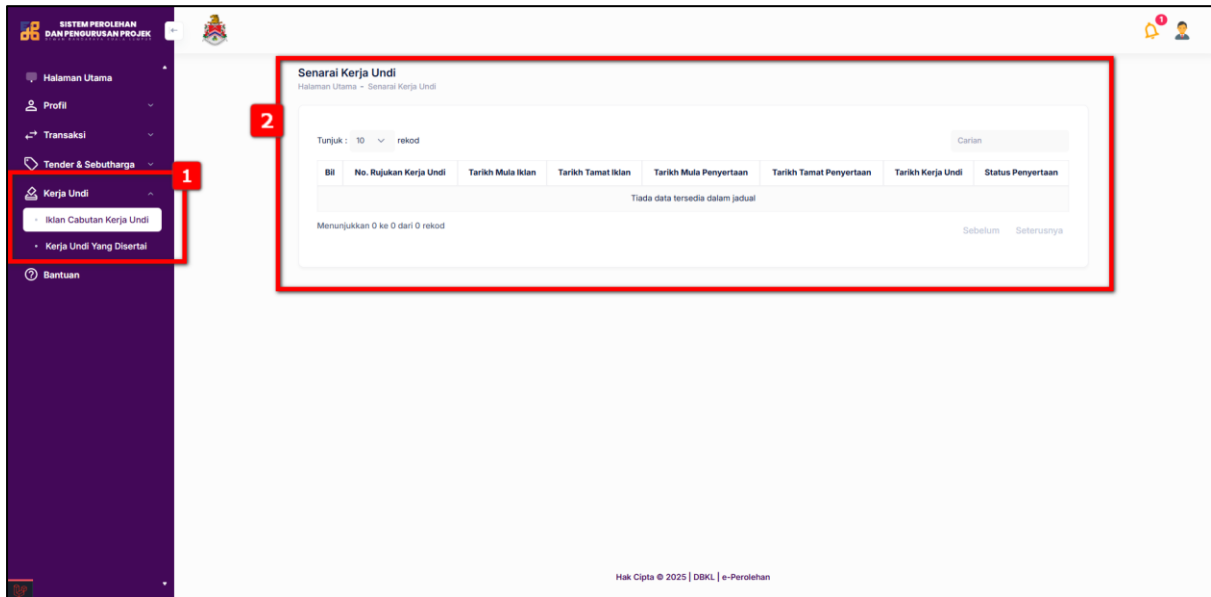 SISTEM PEROLEHAN
DAN PENGURUSAN PROJEK
1
Halaman Utama
Profil
Transaksi
Tender & Sebutharga
1
Kerja Undi
Iklan Cabutan Kerja Undi
Kerja Undi Yang Disertai
Bantuan
2
Senarai Kerja Undi
Halaman Utama - Senarai Kerja Undi
Tunjuk : 10 rekod
Carian
Bil No. Rujukan Kerja Undi Tarikh Mula Iklan Tarikh Tamat Iklan Tarikh Mula Penyertaan Tarikh Tamat Penyertaan Tarikh Kerja Undi Status Penyertaan
Tiada data tersedia dalam jadual
Menunjukkan 0 ke 0 dari 0 rekod
Sebelum Seterusnya
Hak Cipta © 2025 | DBKL | e-Perolehan